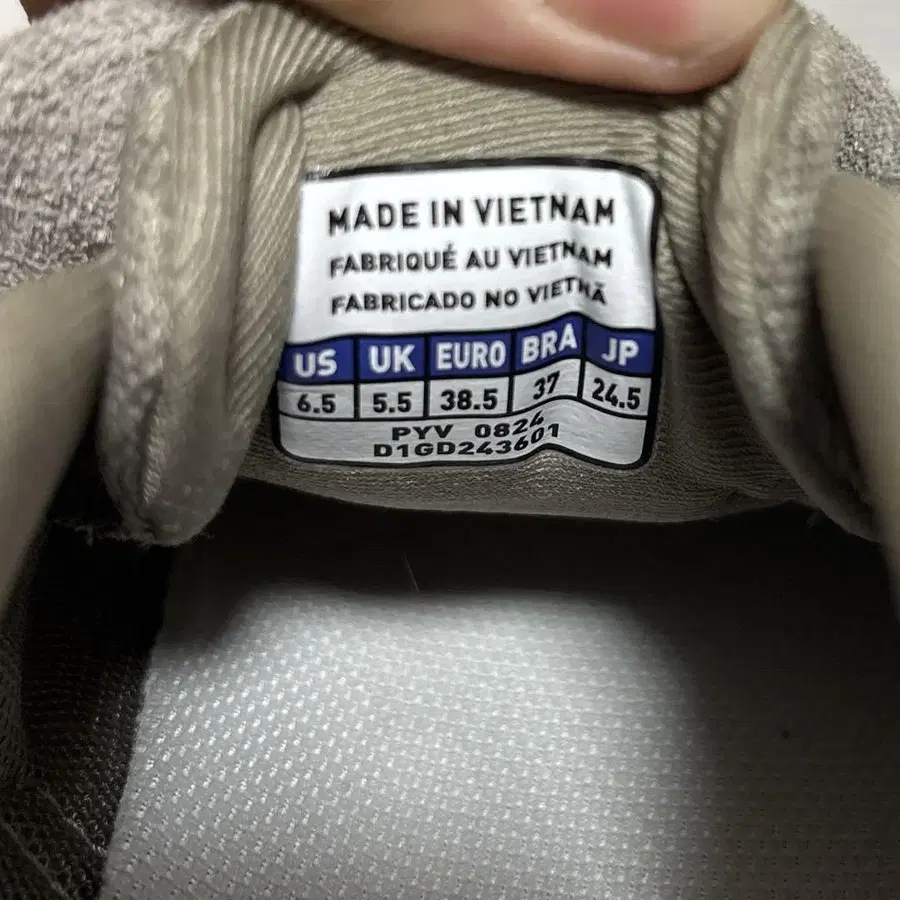 MADE IN VIETNAM
FABRIQUÉ AU VIETNAM
FABRICADO NO VIETNÃ
US UK EURO BRA JP
6.5 5.5 38.5 37 24.5
PYV 0824
D1GD243601